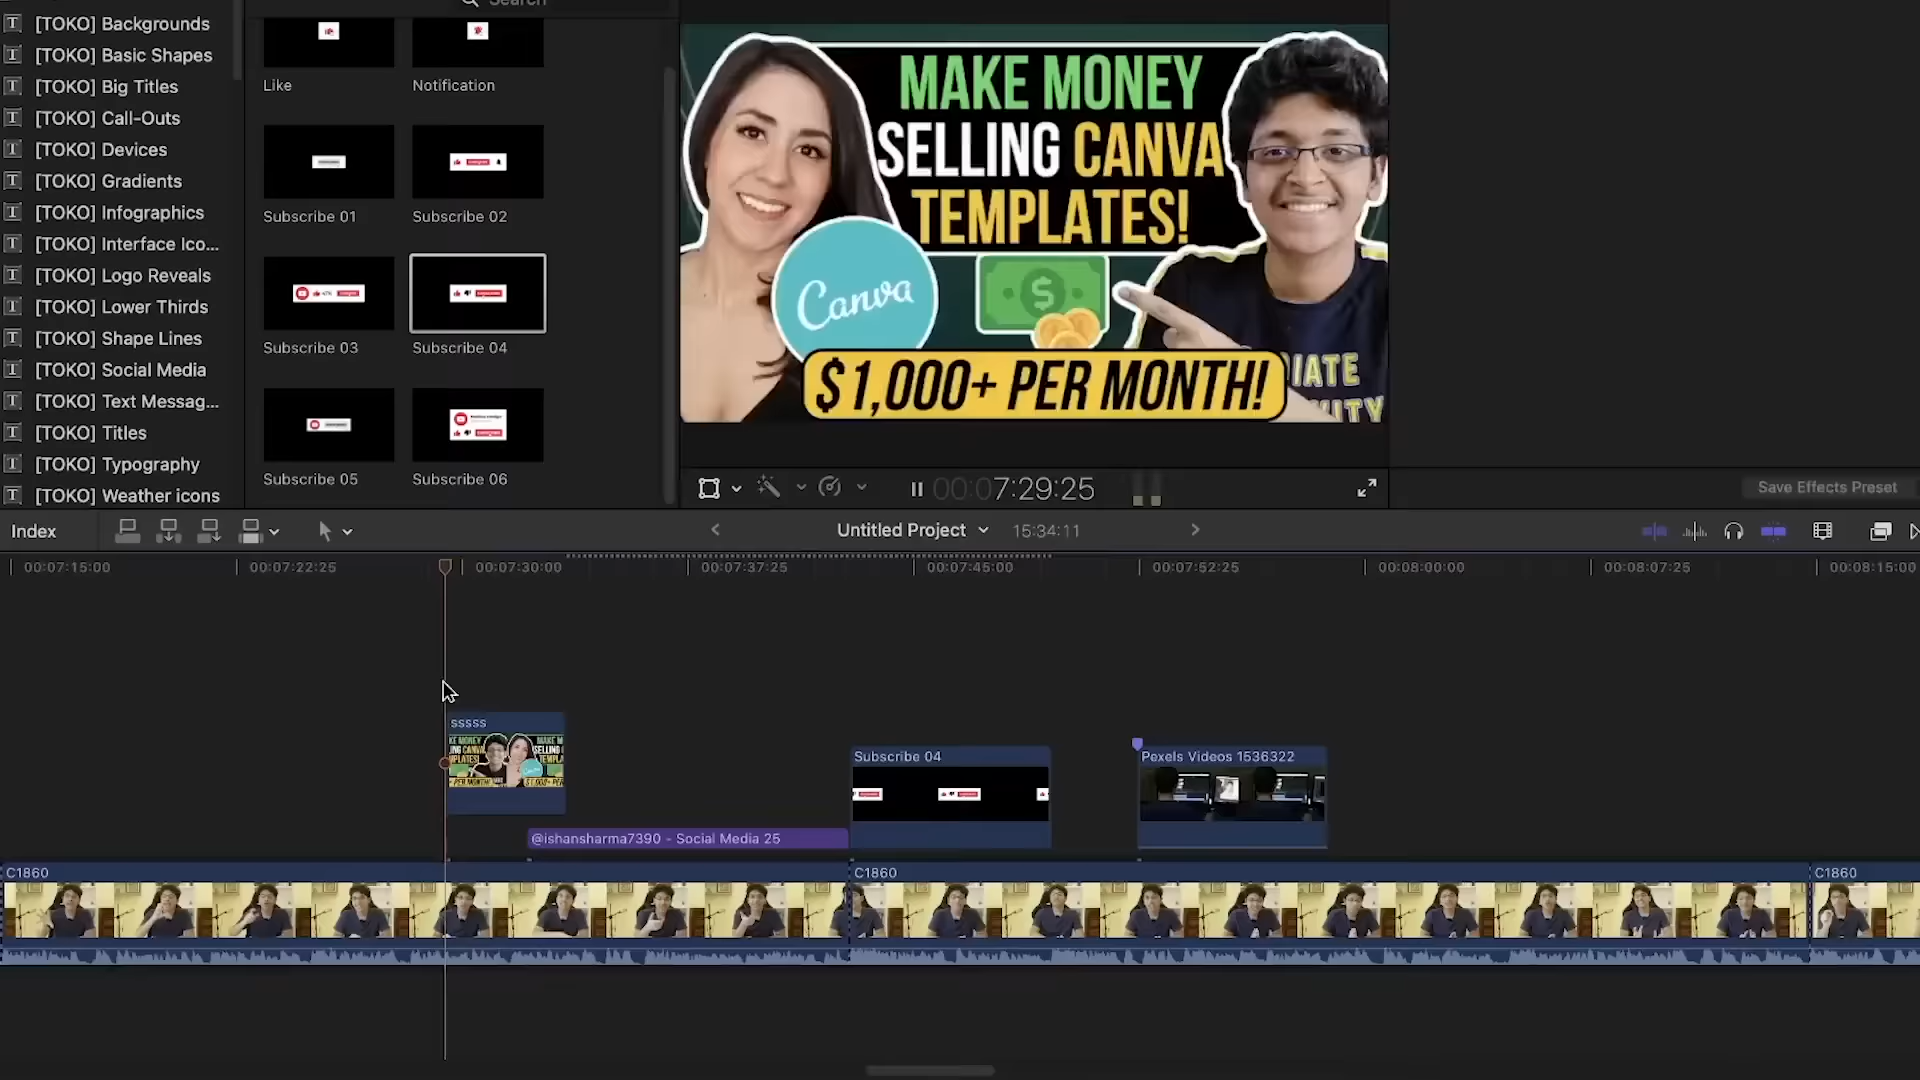 [TOKO] Backgrounds
[TOKO] Basic Shapes
[TOKO] Big Titles
[TOKO] Call-Outs
[TOKO] Devices
[TOKO] Gradients
[TOKO] Infographics
[TOKO] Interface Ico...
[TOKO] Logo Reveals
[TOKO] Lower Thirds
[TOKO] Shape Lines
[TOKO] Social Media
[TOKO] Text Messag...
[TOKO] Titles
[TOKO] Typography
[TOKO] Weather icons
Search
Like
Notification
Subscribe 01
Subscribe 02
Subscribe 03
Subscribe 04
Subscribe 05
Subscribe 06
MAKE MONEY
SELLING CANVA
TEMPLATES!
Canva
$
$1,000+ PER MONTH!
IATE
00:07:29:25
Save Effects Preset
Index
Untitled Project
15:34:11
00:07:15:00
00:07:22:25
00:07:30:00
00:07:37:25
00:07:45:00
00:07:52:25
00:08:00:00
00:08:07:25
00:08:15:00
sssss
Subscribe 04
Pexels Videos 1536322
@ishansharma7390 - Social Media 25
C1860
C1860
C1860